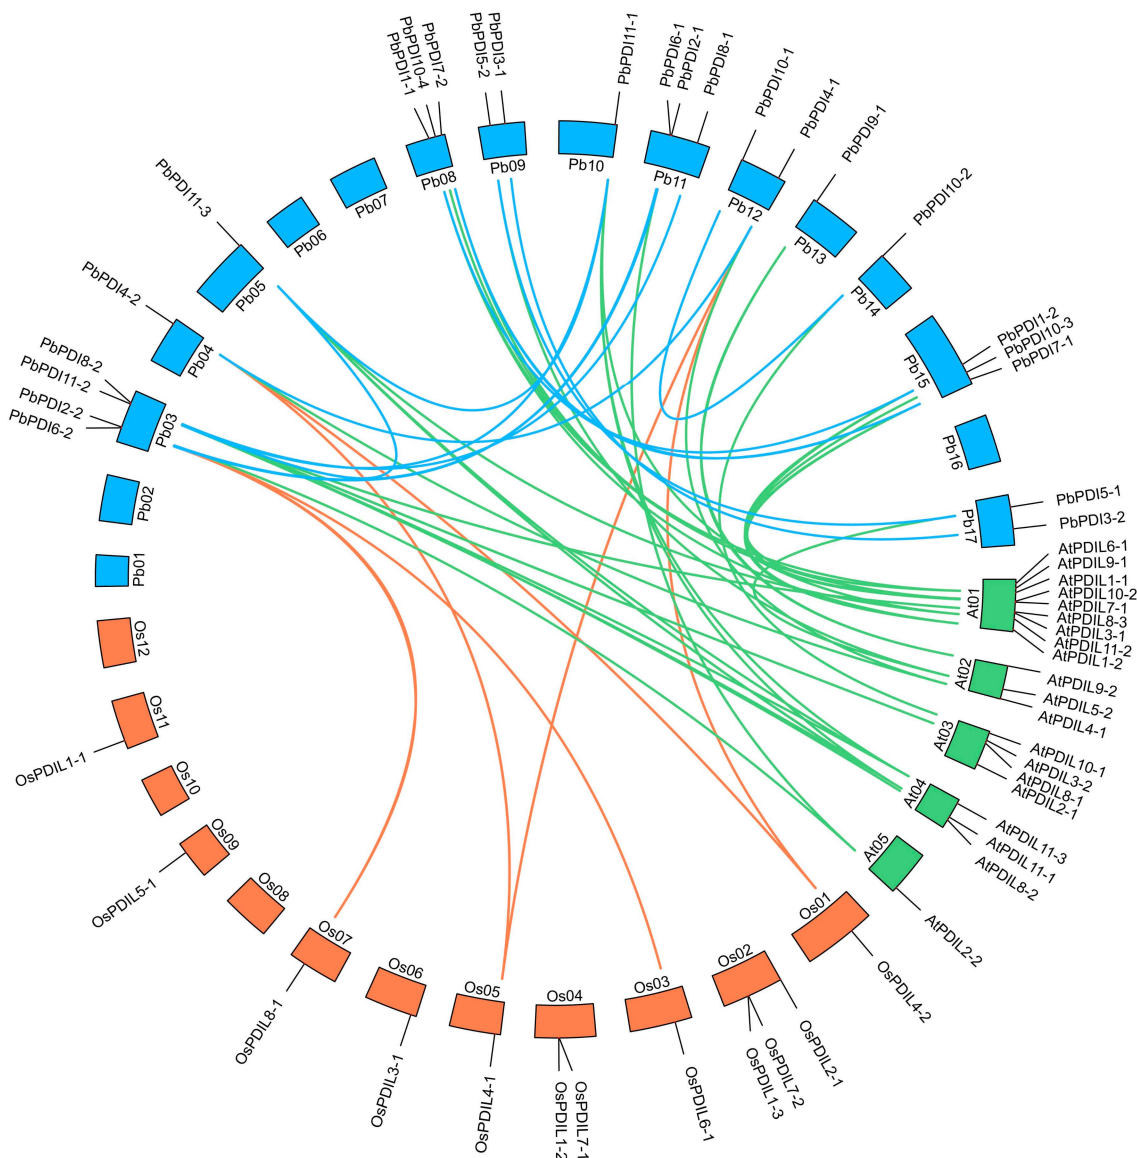 PbPDI1-1
PbPDI10-4
PbPDI7-2
PbPDI5-2
PbPDI3-1
PbPDI11-1
PbPDI6-1
PbPDI2-1
PbPDI8-1
PbPDI10-1
PbPDI4-1
PbPDI9-1
PbPDI10-2
PbPDI1-2
PbPDI10-3
PbPDI7-1
PbPDI5-1
PbPDI3-2
AtPDIL6-1
AtPDIL9-1
AtPDIL1-1
AtPDIL10-2
AtPDIL7-1
AtPDIL8-3
AtPDIL3-1
AtPDIL11-2
AtPDIL1-2
AtPDIL9-2
AtPDIL5-2
AtPDIL4-1
AtPDIL10-1
AtPDIL3-2
AtPDIL8-1
AtPDIL2-1
AtPDIL11-3
AtPDIL11-1
AtPDIL8-2
AtPDIL2-2
OsPDIL4-2
OsPDIL2-1
OsPDIL7-2
OsPDIL1-3
OsPDIL6-1
OsPDIL7-1
OsPDIL1-2
OsPDIL4-1
OsPDIL3-1
OsPDIL8-1
OsPDIL5-1
OsPDIL1-1
PbPDI6-2
PbPDI2-2
PbPDI11-2
PbPDI8-2
PbPDI4-2
PbPDI11-3
Pb08
Pb09
Pb10
Pb11
Pb12
Pb13
Pb14
Pb15
Pb16
Pb17
At01
At02
At03
At04
At05
Os01
Os02
Os03
Os04
Os05
Os06
Os07
Os08
Os09
Os10
Os11
Os12
Pb01
Pb02
Pb03
Pb04
Pb05
Pb06
Pb07